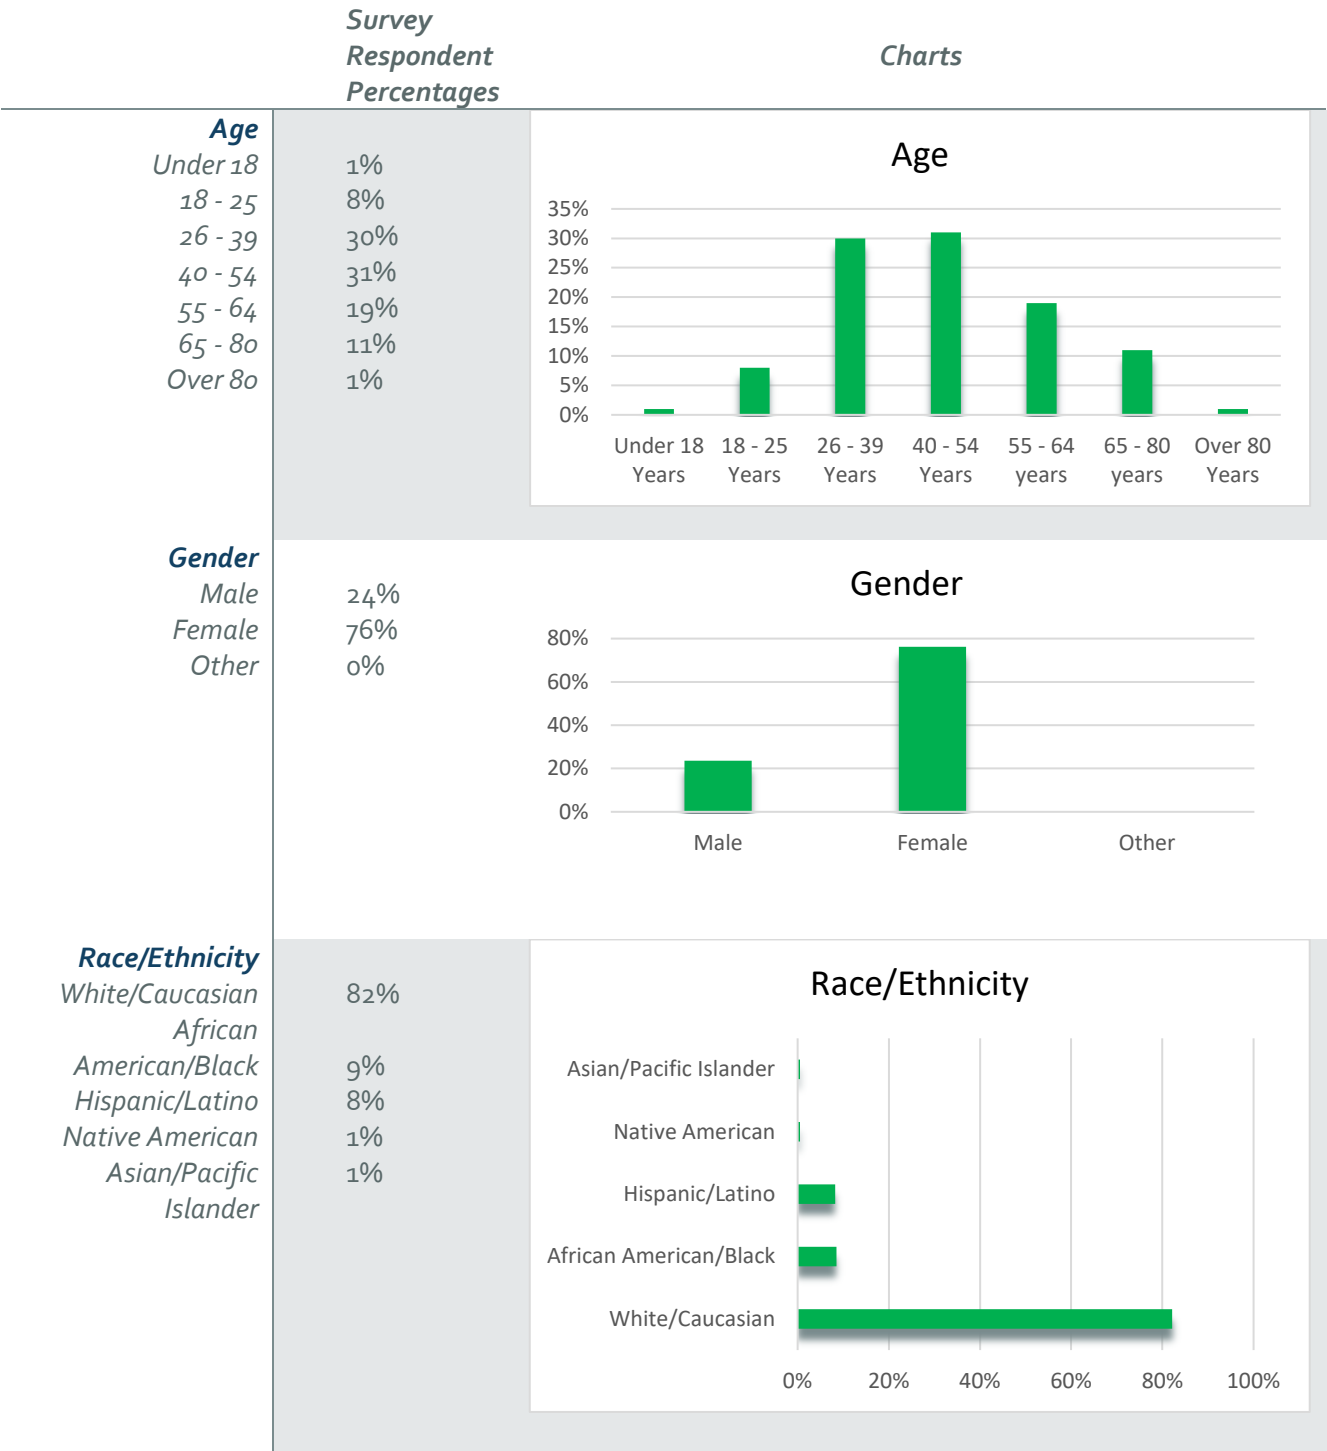 Survey
Respondent
Percentages
Charts
Age
Under 18 1%
18 - 25 8%
26 - 39 30%
40 - 54 31%
55 - 64 19%
65 - 80 11%
Over 80 1%
Age
35%
30%
25%
20%
15%
10%
5%
0%
Under 18 18 - 25 26 - 39 40 - 54 55 - 64 65 - 80 Over 80
Years Years Years Years years years Years
Gender
Male 24%
Female 76%
Other 0%
Gender
80%
60%
40%
20%
0%
Male Female Other
Race/Ethnicity
White/Caucasian 82%
African
American/Black 9%
Hispanic/Latino 8%
Native American 1%
Asian/Pacific 1%
Islander
Race/Ethnicity
Asian/Pacific Islander
Native American
Hispanic/Latino
African American/Black
White/Caucasian
0% 20% 40% 60% 80% 100%